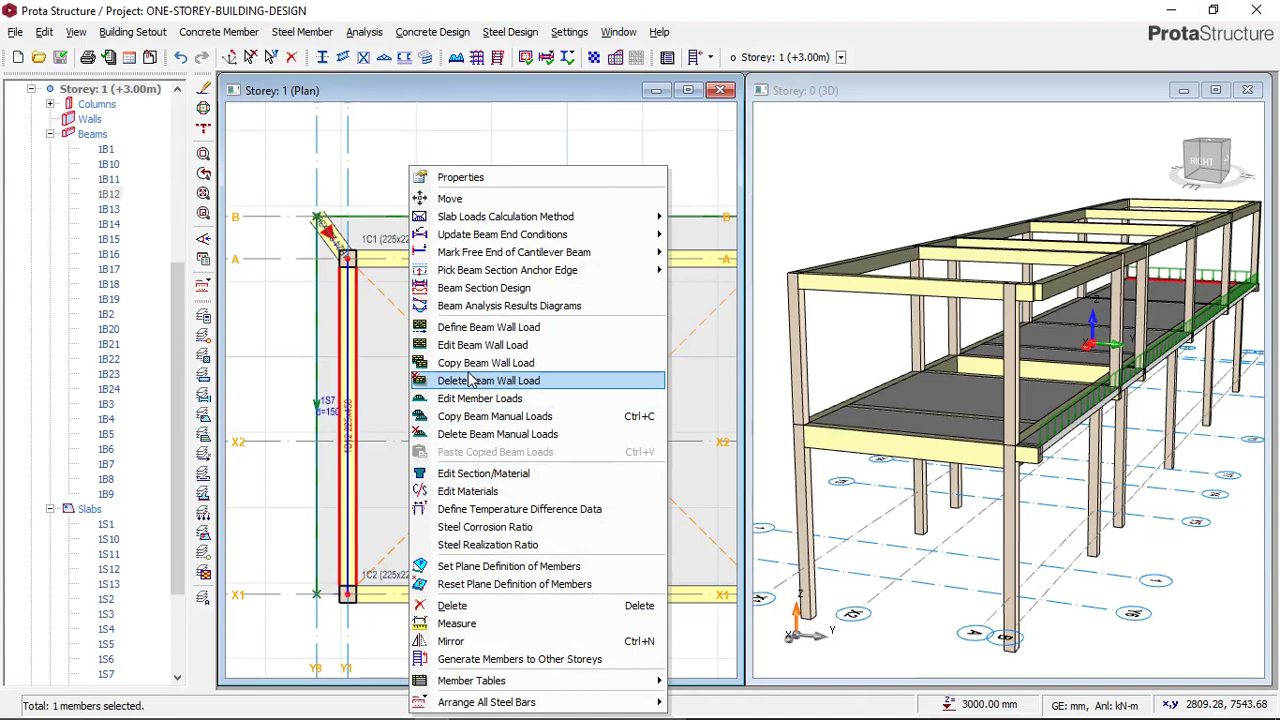 Prota Structure / Project: ONE-STOREY-BUILDING-DESIGN
File Edit View Building Setout Concrete Member Steel Member Analysis Concrete Design Steel Design Settings Window Help
ProtaStructure
Storey: 1 (+3.00m)
Storey: 1 (+3.00m)
Columns
Walls
Beams
1B1
1B10
1B11
1B12
1B13
1B14
1B15
1B16
1B17
1B18
1B19
1B2
1B20
1B21
1B22
1B23
1B24
1B3
1B4
1B5
1B6
1B7
1B8
1B9
Slabs
1S1
1S10
1S11
1S12
1S13
1S2
1S3
1S4
1S5
1S6
1S7
Storey: 1 (Plan)
B
A
X2
X1
Y3
Y1
1C1 (225x22
1C2 (225x22
1S7
d=150
1B12 225x450
B
A
X2
X1
Properties
Move
Slab Loads Calculation Method
Update Beam End Conditions
Mark Free End of Cantilever Beam
Pick Beam Section Anchor Edge
Beam Section Design
Beam Analysis Results Diagrams
Define Beam Wall Load
Edit Beam Wall Load
Copy Beam Wall Load
Delete Beam Wall Load
Edit Member Loads
Copy Beam Manual Loads Ctrl+C
Delete Beam Manual Loads
Paste Copied Beam Loads Ctrl+V
Edit Section/Material
Edit Materials
Define Temperature Difference Data
Steel Corrosion Ratio
Steel Realization Ratio
Set Plane Definition of Members
Reset Plane Definition of Members
Delete Delete
Measure
Mirror Ctrl+N
Generate Members to Other Storeys
Member Tables
Arrange All Steel Bars
Storey: 0 (3D)
RIGHT
Z
X
Y
Z
X
Y
A
B
Total: 1 members selected.
Z= 3000.00 mm
GE: mm, Anl: kN-m
x,y 2809.28, 7543.68